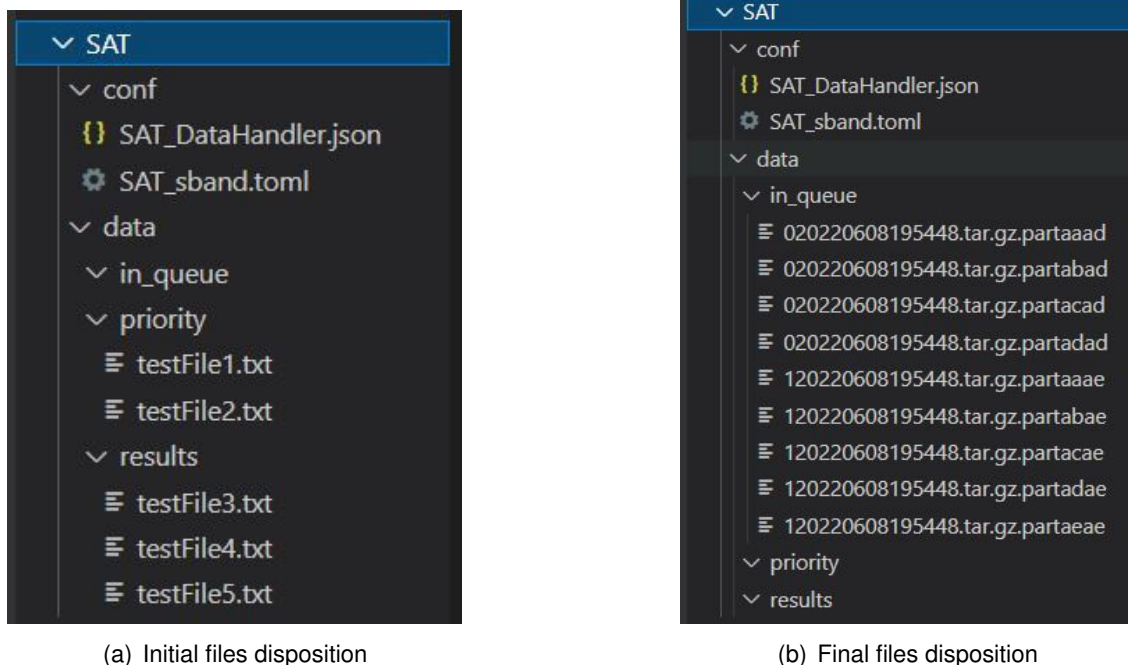 SAT
conf
{} SAT_DataHandler.json
SAT_sband.toml
data
in_queue
priority
testFile1.txt
testFile2.txt
results
testFile3.txt
testFile4.txt
testFile5.txt
(a) Initial files disposition
SAT
conf
{} SAT_DataHandler.json
SAT_sband.toml
data
in_queue
020220608195448.tar.gz.partaaad
020220608195448.tar.gz.partabad
020220608195448.tar.gz.partacad
020220608195448.tar.gz.partadad
120220608195448.tar.gz.partaaae
120220608195448.tar.gz.partabae
120220608195448.tar.gz.partacae
120220608195448.tar.gz.partadae
120220608195448.tar.gz.partaeae
priority
results
(b) Final files disposition